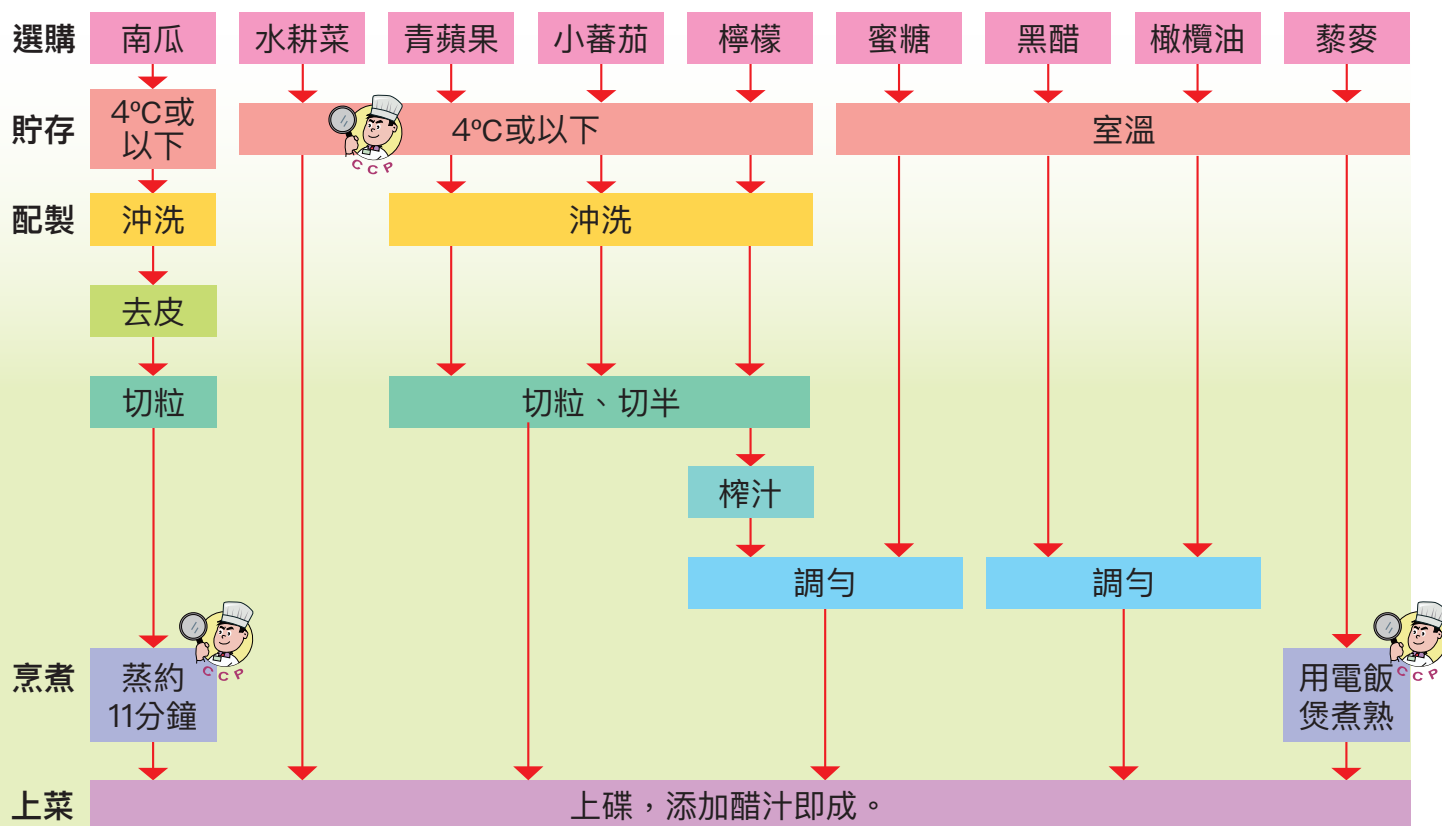 選購 南瓜 水耕菜 青蘋果 小蕃茄 檸檬 蜜糖 黑醋 橄欖油 藜麥
貯存
4ºC或
以下
4ºC或以下
室溫
CCP
配製 沖洗 沖洗
去皮
切粒 切粒、切半
榨汁
調勻 調勻
烹煮
蒸約
11分鐘
CCP
用電飯
煲煮熟
CCP
上菜 上碟，添加醋汁即成。